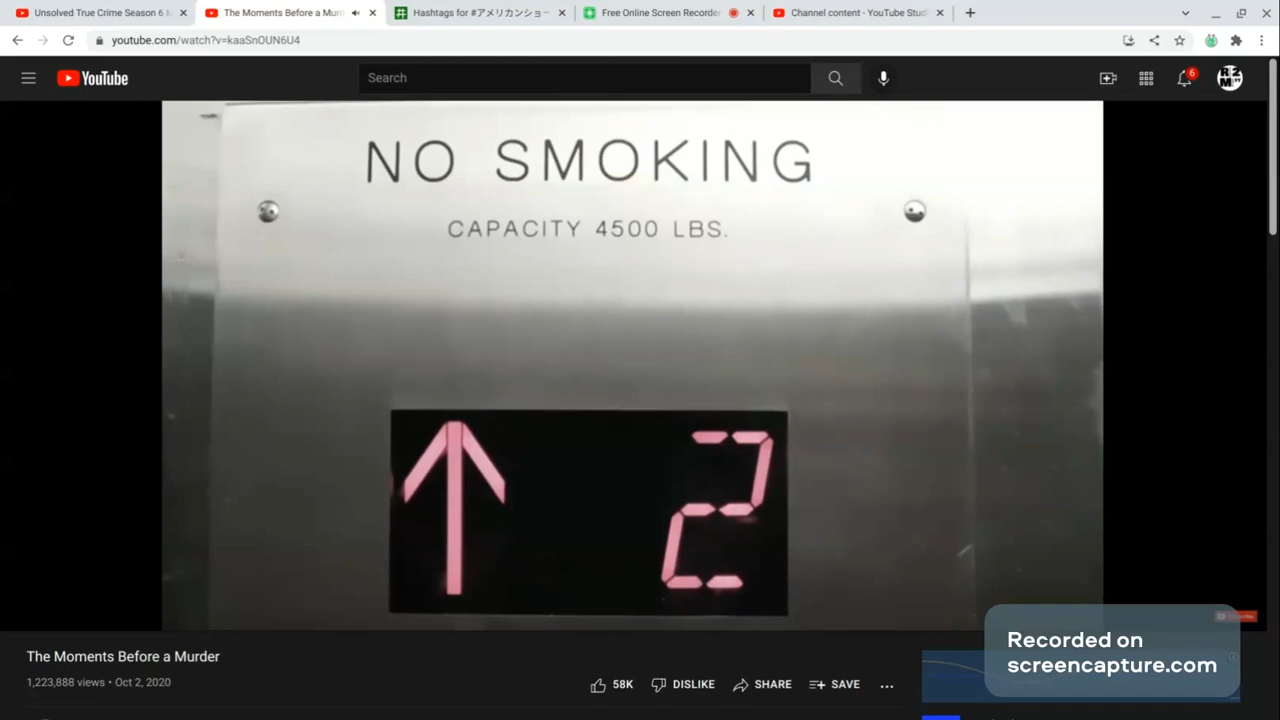 Unsolved True Crime Season 6 M
The Moments Before a Mur
Hashtags for #アメリカンショー
Free Online Screen Recorder
Channel content - YouTube Stud
youtube.com/watch?v=kaaSnOUN6U4
YouTube
Search
6
NO SMOKING
CAPACITY 4500 LBS.
2
The Moments Before a Murder
1,223,888 views • Oct 2, 2020
58K
DISLIKE
SHARE
SAVE
Recorded on
screencapture.com